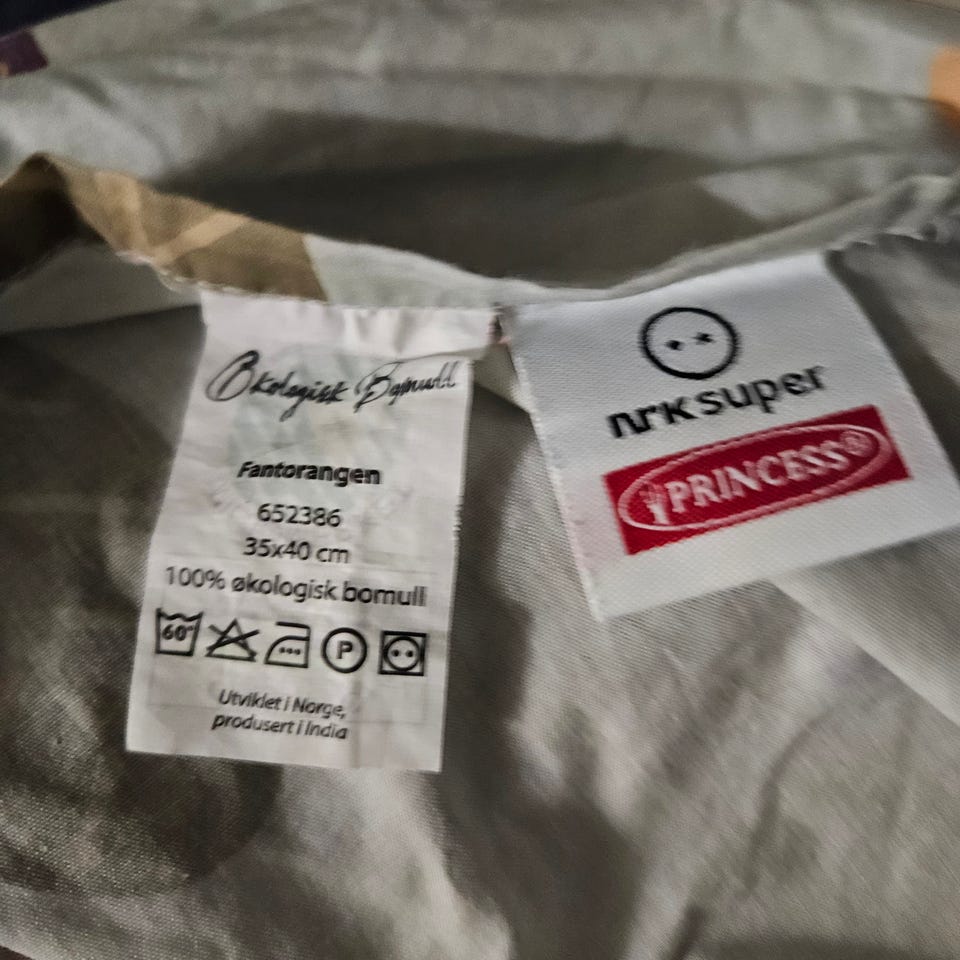 Økologisk Bomull
Fantorangen
652386
35x40 cm
100% økologisk bomull
60°
P
Utviklet i Norge,
produsert i India
nrk super
PRINCESS®